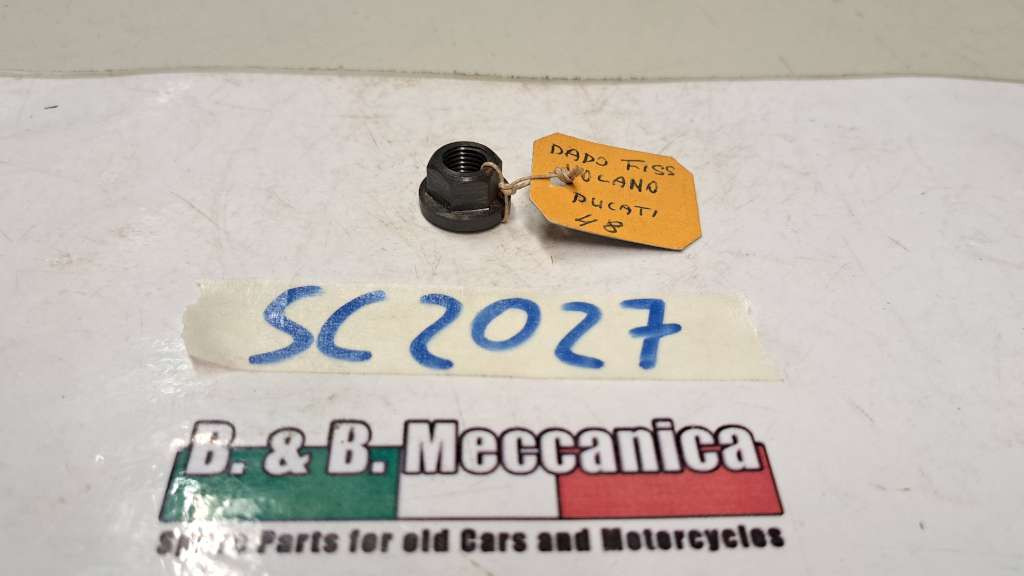 DADO FISS
VOLANO
DUCATI
48
SC2027
B. & B. Meccanica
Spare Parts for old Cars and Motorcycles